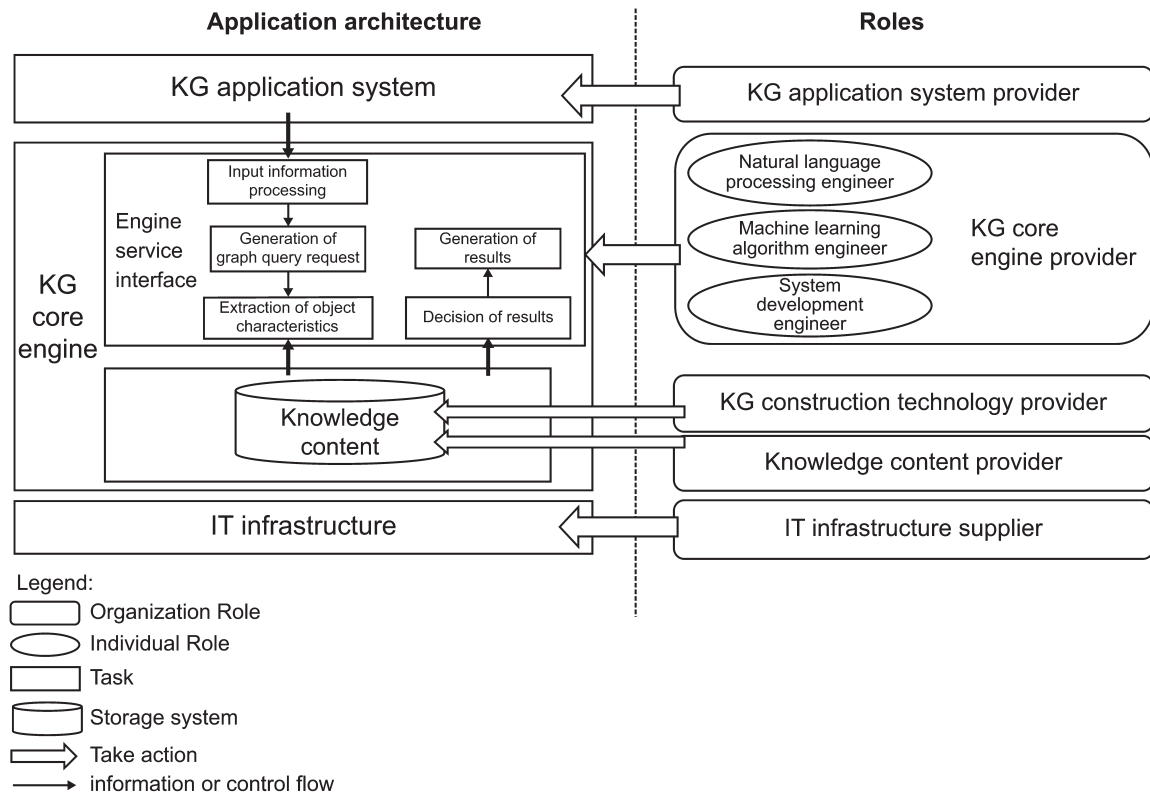 Application architecture
Roles
KG application system
KG application system provider
Input information
processing
Engine
service
interface
Generation of
graph query request
Extraction of object
characteristics
Generation of
results
Decision of results
KG
core
engine
Natural language
processing engineer
Machine learning
algorithm engineer
System
development
engineer
KG core
engine provider
Knowledge
content
KG construction technology provider
Knowledge content provider
IT infrastructure
IT infrastructure supplier
Legend:
Organization Role
Individual Role
Task
Storage system
Take action
information or control flow